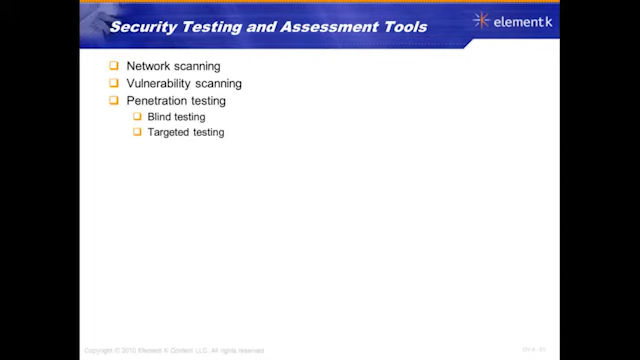 Security Testing and Assessment Tools
element k
Network scanning
Vulnerability scanning
Penetration testing
Blind testing
Targeted testing
Copyright © 2010 Element K Content LLC. All rights reserved